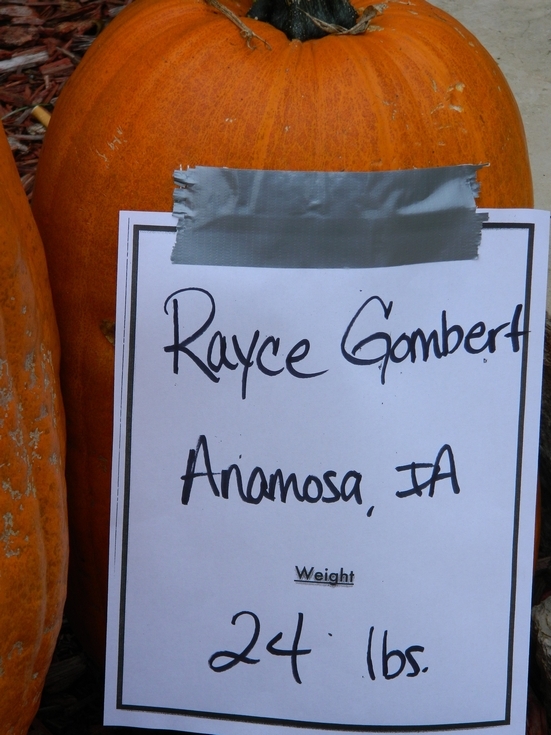 Rayce Gombert
Anamosa, IA
Weight
24 lbs.